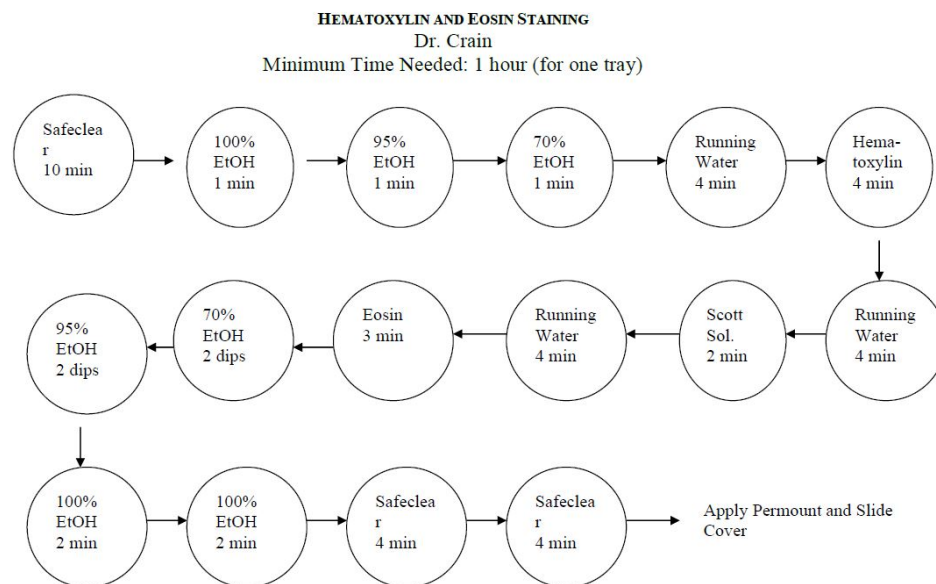 HEMATOXYLIN AND EOSIN STAINING
Dr. Crain
Minimum Time Needed: 1 hour (for one tray)
Safeclea
r
10 min
100%
EtOH
1 min
95%
EtOH
1 min
70%
EtOH
1 min
Running
Water
4 min
Hema-
toxylin
4 min
Running
Water
4 min
Scott
Sol.
2 min
Running
Water
4 min
Eosin
3 min
70%
EtOH
2 dips
95%
EtOH
2 dips
100%
EtOH
2 min
100%
EtOH
2 min
Safeclea
r
4 min
Safeclea
r
4 min
Apply Permount and Slide
Cover